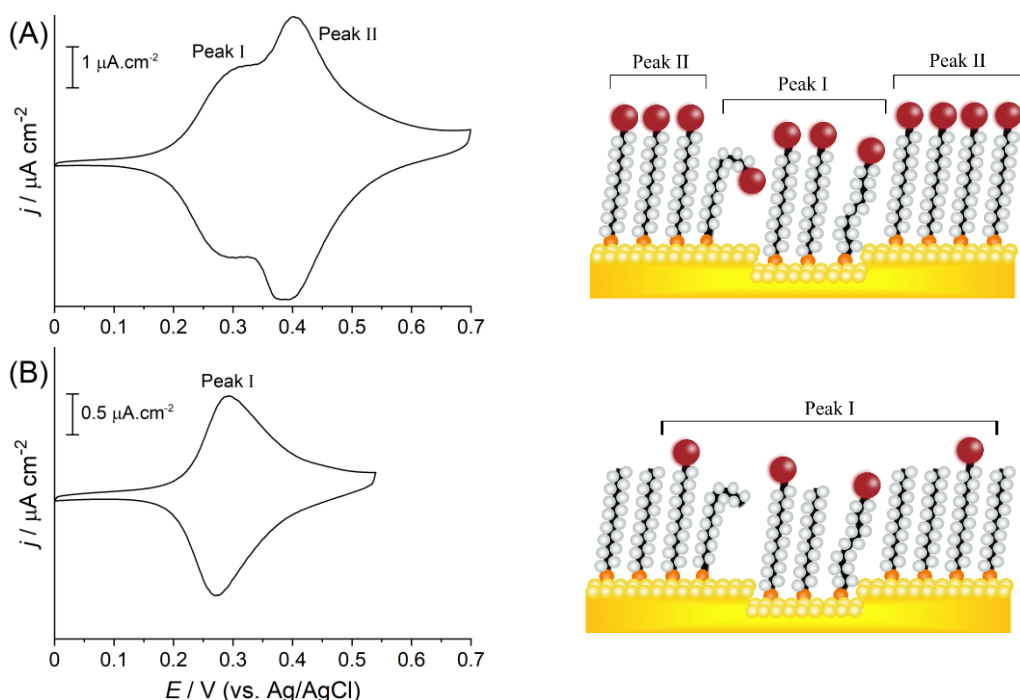 (A)
Peak I
Peak II
1 μA.cm⁻²
j / μA cm⁻²
0 0.1 0.2 0.3 0.4 0.5 0.6 0.7
Peak II
Peak I
Peak II
(B)
Peak I
0.5 μA.cm⁻²
j / μA cm⁻²
0 0.1 0.2 0.3 0.4 0.5 0.6 0.7
E / V (vs. Ag/AgCl)
Peak I